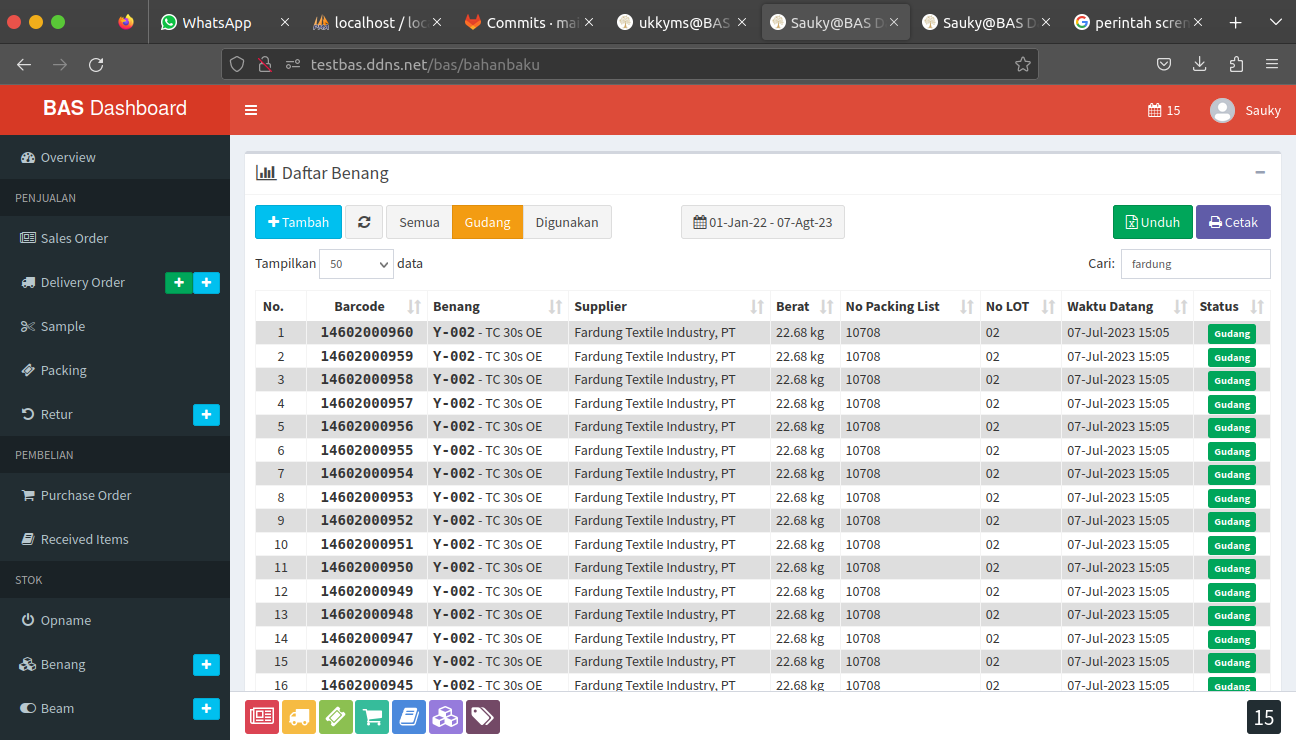 WhatsApp
localhost / loc
Commits · mai
ukkyms@BAS
Sauky@BAS D
Sauky@BAS D
perintah scren
testbas.ddns.net/bas/bahanbaku
BAS Dashboard
15
Sauky
Overview
PENJUALAN
Sales Order
Delivery Order
Sample
Packing
Retur
PEMBELIAN
Purchase Order
Received Items
STOK
Opname
Benang
Beam
Daftar Benang
Tambah Semua Gudang Digunakan 01-Jan-22 - 07-Agt-23 Unduh Cetak
Tampilkan 50 data Cari: fardung
No. Barcode Benang Supplier Berat No Packing List No LOT Waktu Datang Status
1 14602000960 Y-002 - TC 30s OE Fardung Textile Industry, PT 22.68 kg 10708 02 07-Jul-2023 15:05 Gudang
2 14602000959 Y-002 - TC 30s OE Fardung Textile Industry, PT 22.68 kg 10708 02 07-Jul-2023 15:05 Gudang
3 14602000958 Y-002 - TC 30s OE Fardung Textile Industry, PT 22.68 kg 10708 02 07-Jul-2023 15:05 Gudang
4 14602000957 Y-002 - TC 30s OE Fardung Textile Industry, PT 22.68 kg 10708 02 07-Jul-2023 15:05 Gudang
5 14602000956 Y-002 - TC 30s OE Fardung Textile Industry, PT 22.68 kg 10708 02 07-Jul-2023 15:05 Gudang
6 14602000955 Y-002 - TC 30s OE Fardung Textile Industry, PT 22.68 kg 10708 02 07-Jul-2023 15:05 Gudang
7 14602000954 Y-002 - TC 30s OE Fardung Textile Industry, PT 22.68 kg 10708 02 07-Jul-2023 15:05 Gudang
8 14602000953 Y-002 - TC 30s OE Fardung Textile Industry, PT 22.68 kg 10708 02 07-Jul-2023 15:05 Gudang
9 14602000952 Y-002 - TC 30s OE Fardung Textile Industry, PT 22.68 kg 10708 02 07-Jul-2023 15:05 Gudang
10 14602000951 Y-002 - TC 30s OE Fardung Textile Industry, PT 22.68 kg 10708 02 07-Jul-2023 15:05 Gudang
11 14602000950 Y-002 - TC 30s OE Fardung Textile Industry, PT 22.68 kg 10708 02 07-Jul-2023 15:05 Gudang
12 14602000949 Y-002 - TC 30s OE Fardung Textile Industry, PT 22.68 kg 10708 02 07-Jul-2023 15:05 Gudang
13 14602000948 Y-002 - TC 30s OE Fardung Textile Industry, PT 22.68 kg 10708 02 07-Jul-2023 15:05 Gudang
14 14602000947 Y-002 - TC 30s OE Fardung Textile Industry, PT 22.68 kg 10708 02 07-Jul-2023 15:05 Gudang
15 14602000946 Y-002 - TC 30s OE Fardung Textile Industry, PT 22.68 kg 10708 02 07-Jul-2023 15:05 Gudang
16 14602000945 Y-002 - TC 30s OE Fardung Textile Industry, PT 22.68 kg 10708 02 07-Jul-2023 15:05 Gudang
15